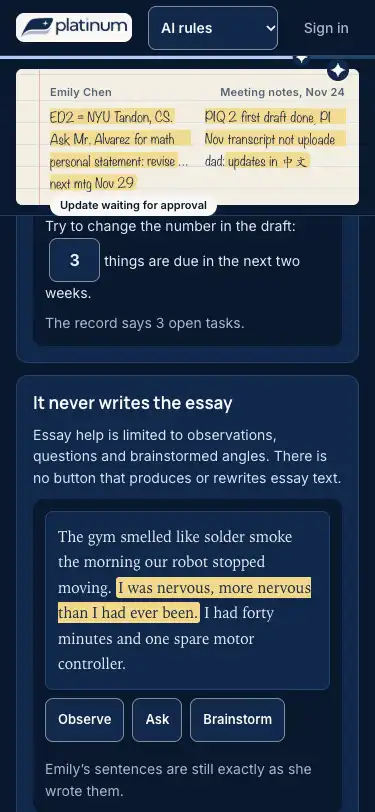 platinum
AI rules
Sign in
Emily Chen
Meeting notes, Nov 24
ED2 = NYU Tandon, CS.
Ask Mr. Alvarez for math
personal statement: revise ...
next mtg Nov 29
PIQ 2 first draft done, PI
Nov transcript not uploade
dad: updates in 中文
Update waiting for approval
Try to change the number in the draft:
3 things are due in the next two
weeks.
The record says 3 open tasks.
It never writes the essay
Essay help is limited to observations,
questions and brainstormed angles. There is
no button that produces or rewrites essay text.
The gym smelled like solder smoke
the morning our robot stopped
moving. I was nervous, more nervous
than I had ever been. I had forty
minutes and one spare motor
controller.
Observe
Ask
Brainstorm
Emily’s sentences are still exactly as she
wrote them.